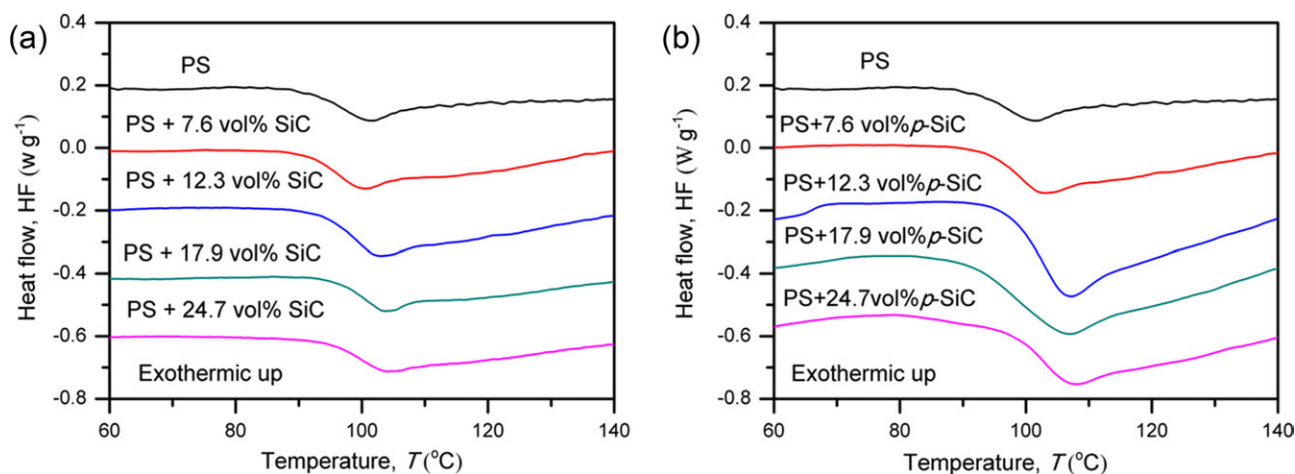 (a)
0.4
0.2
0.0
-0.2
-0.4
-0.6
-0.8
Heat flow, HF (w g-1)
PS
PS + 7.6 vol% SiC
PS + 12.3 vol% SiC
PS + 17.9 vol% SiC
PS + 24.7 vol% SiC
Exothermic up
60 80 100 120 140
Temperature, T (°C)
(b)
0.4
0.2
0.0
-0.2
-0.4
-0.6
-0.8
Heat flow, HF (W g-1)
PS
PS+7.6 vol%p-SiC
PS+12.3 vol%p-SiC
PS+17.9 vol%p-SiC
PS+24.7vol%p-SiC
Exothermic up
60 80 100 120 140
Temperature, T (°C)